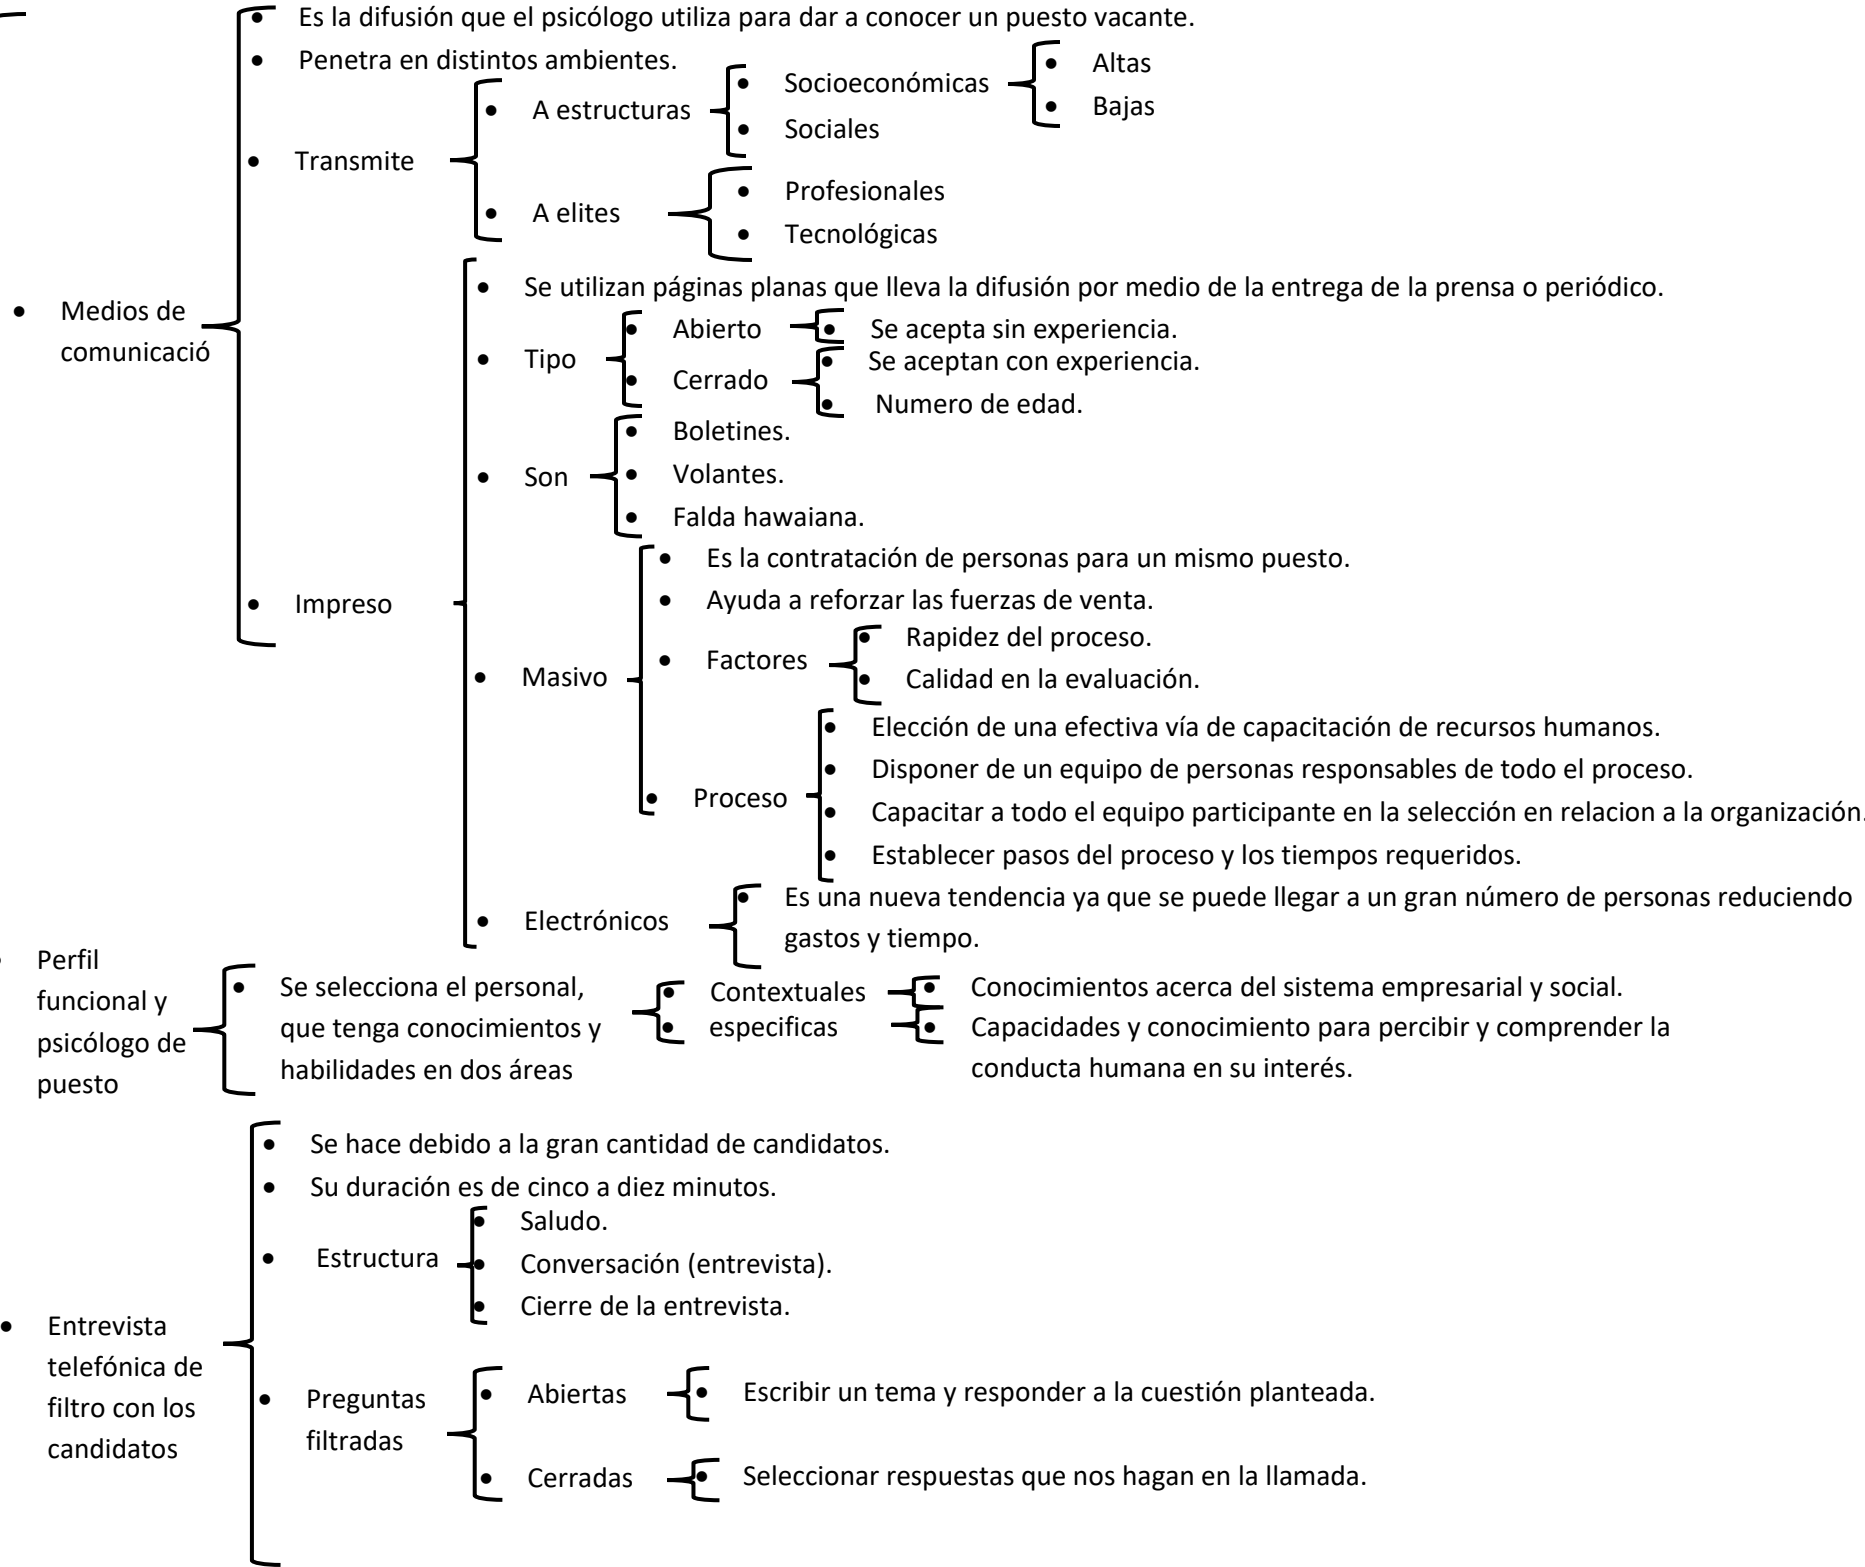 • Es la difusión que el psicólogo utiliza para dar a conocer un puesto vacante.
• Penetra en distintos ambientes.
• Altas
• Socioeconómicas
• Bajas
• A estructuras
• Sociales
• Transmite
• Profesionales
• A elites
• Tecnológicas
• Medios de
comunicació
• Se utilizan páginas planas que lleva la difusión por medio de la entrega de la prensa o periódico.
• Abierto
• Se acepta sin experiencia.
• Tipo
• Se aceptan con experiencia.
• Cerrado
• Numero de edad.
• Boletines.
• Son
• Volantes.
• Falda hawaiana.
• Impreso
• Es la contratación de personas para un mismo puesto.
• Ayuda a reforzar las fuerzas de venta.
• Rapidez del proceso.
• Factores
• Calidad en la evaluación.
• Masivo
• Elección de una efectiva vía de capacitación de recursos humanos.
• Disponer de un equipo de personas responsables de todo el proceso.
• Proceso
• Capacitar a todo el equipo participante en la selección en relacion a la organización.
• Establecer pasos del proceso y los tiempos requeridos.
• Electrónicos
• Es una nueva tendencia ya que se puede llegar a un gran número de personas reduciendo
gastos y tiempo.
• Perfil
funcional y
psicólogo de
puesto
• Se selecciona el personal,
que tenga conocimientos y
habilidades en dos áreas
• Contextuales
• Conocimientos acerca del sistema empresarial y social.
• especificas
• Capacidades y conocimiento para percibir y comprender la
conducta humana en su interés.
• Se hace debido a la gran cantidad de candidatos.
• Su duración es de cinco a diez minutos.
• Saludo.
• Estructura
• Conversación (entrevista).
• Cierre de la entrevista.
• Entrevista
telefónica de
filtro con los
candidatos
• Preguntas
filtradas
• Abiertas
• Escribir un tema y responder a la cuestión planteada.
• Cerradas
• Seleccionar respuestas que nos hagan en la llamada.